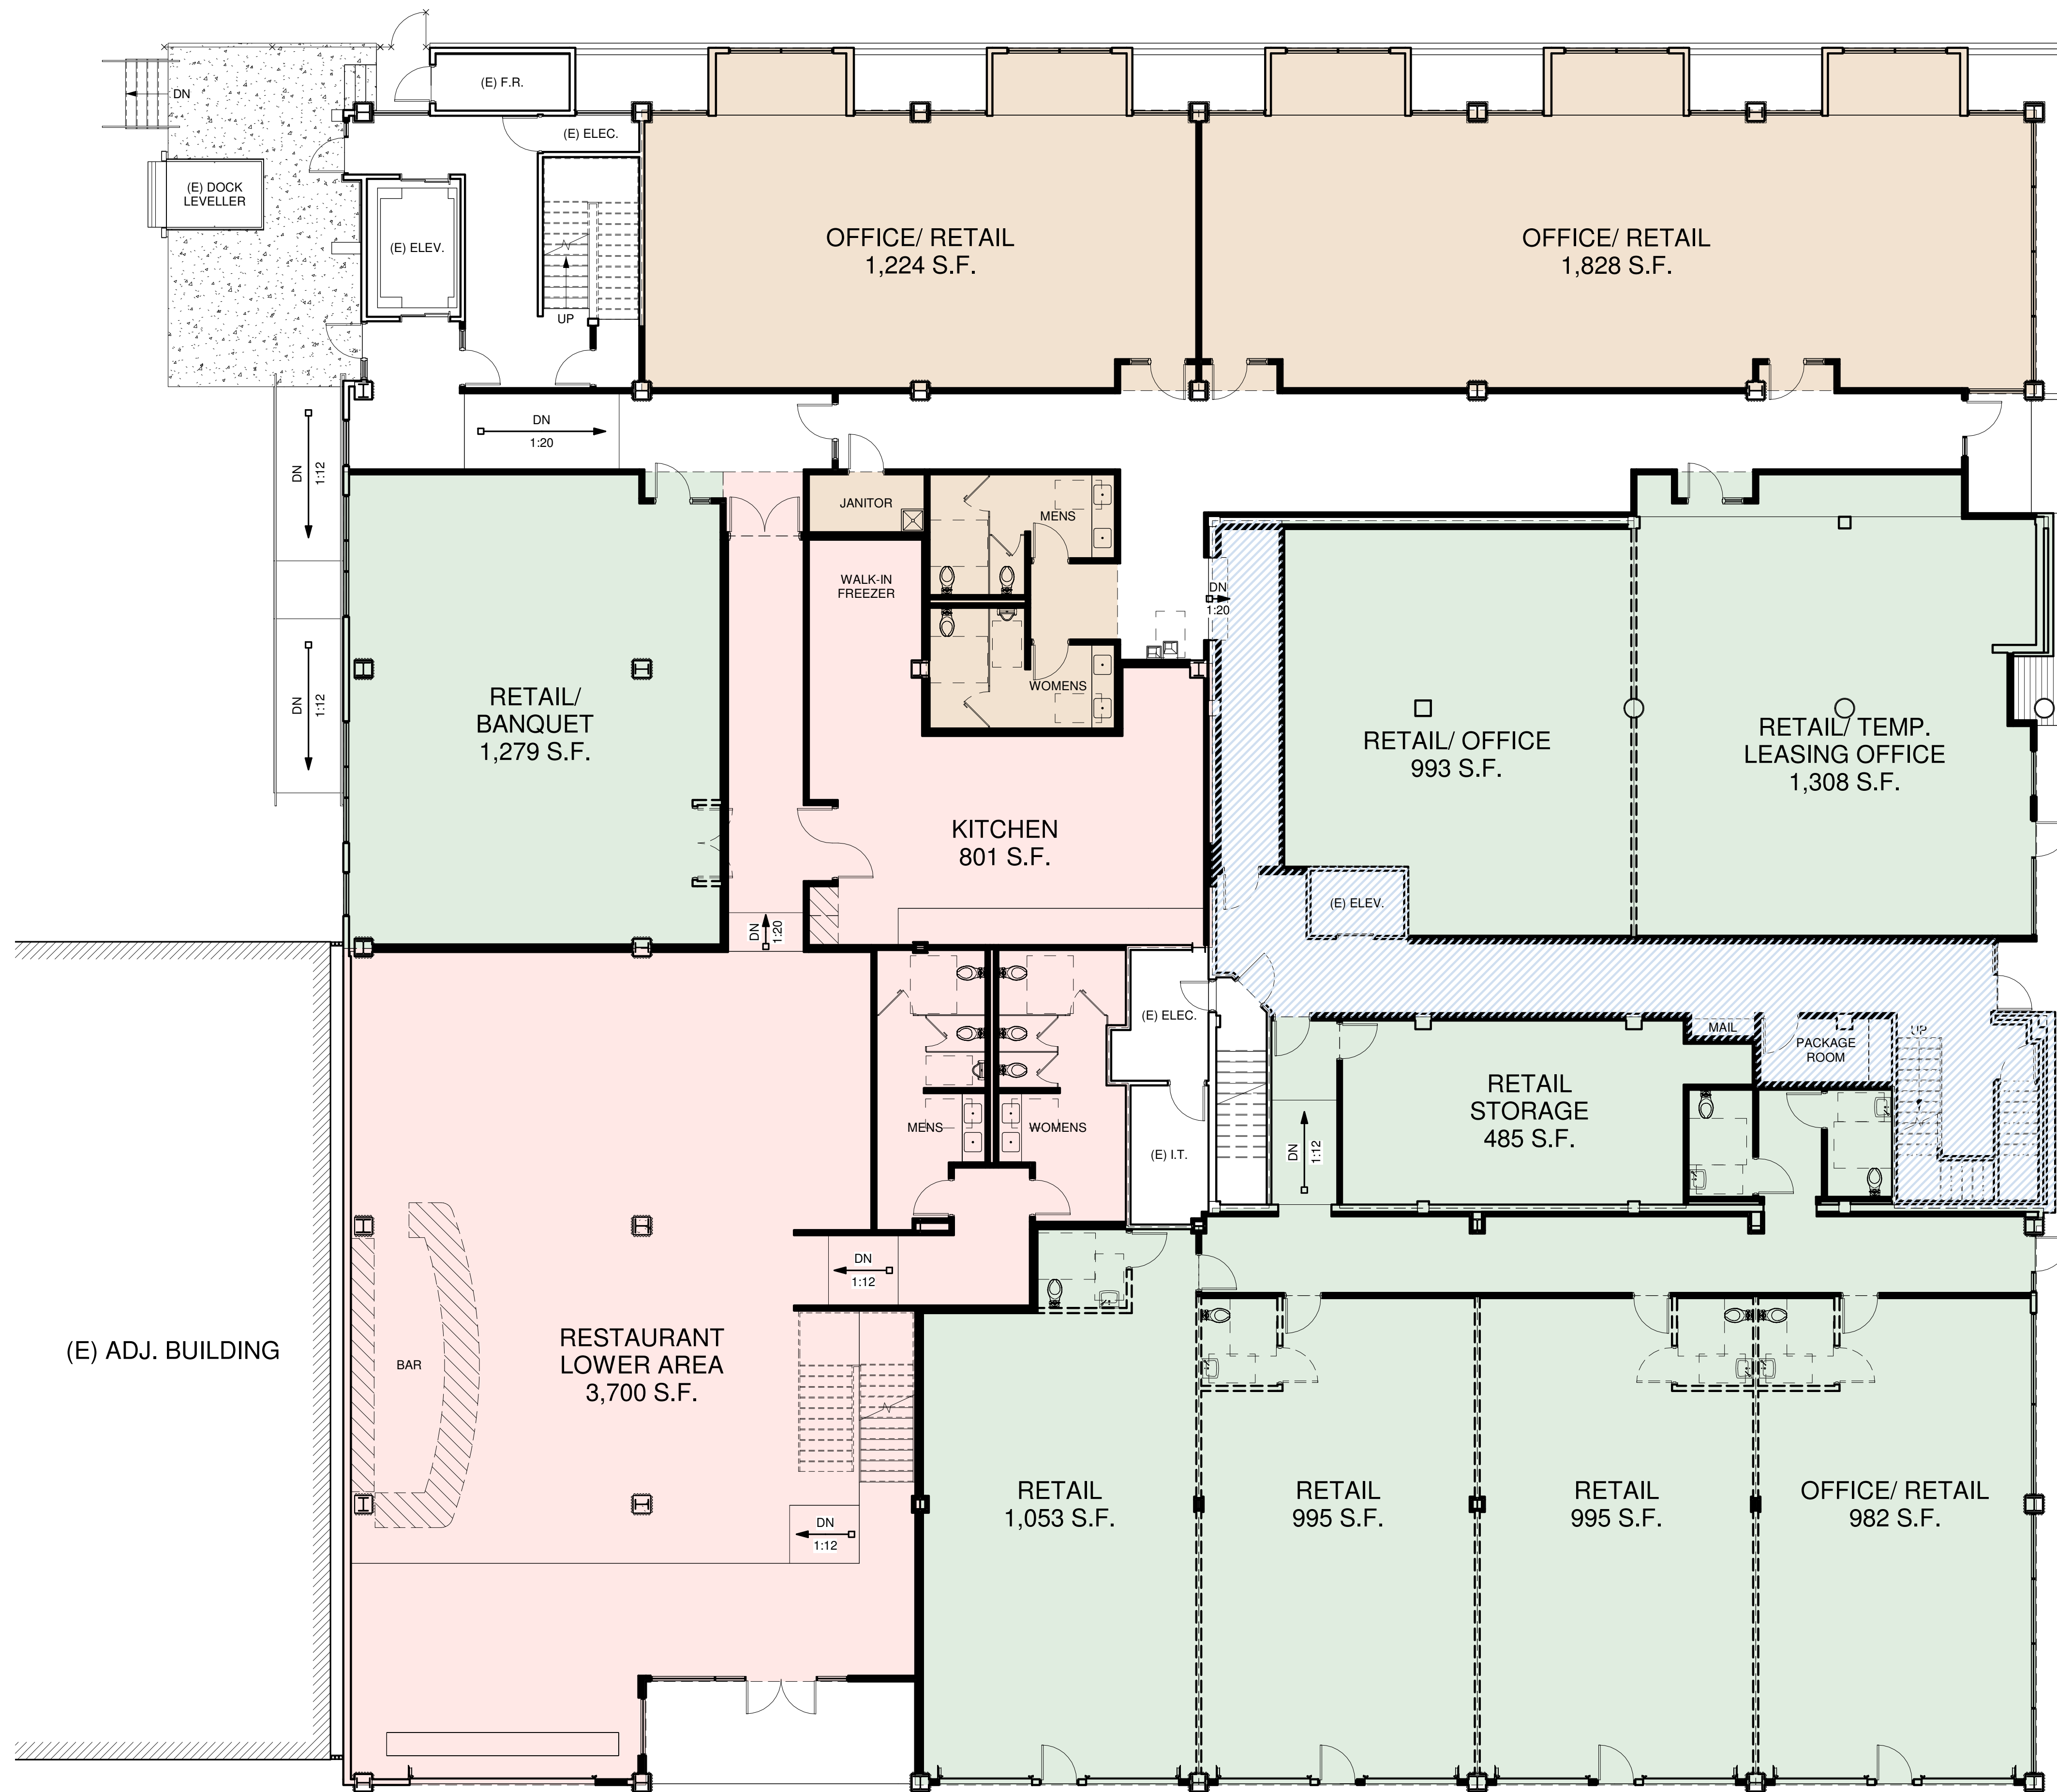 (E) F.R.
DN
(E) ELEC.
(E) DOCK
LEVELLER
(E) ELEV.
UP
OFFICE/ RETAIL
1,224 S.F.
OFFICE/ RETAIL
1,828 S.F.
DN
1:20
DN
1:12
JANITOR
MENS
WALK-IN
FREEZER
DN
1:20
DN
1:12
WOMENS
RETAIL/
BANQUET
1,279 S.F.
RETAIL/ OFFICE
993 S.F.
RETAIL/ TEMP.
LEASING OFFICE
1,308 S.F.
KITCHEN
801 S.F.
(E) ELEV.
DN
1:20
(E) ELEC.
MAIL
PACKAGE
ROOM
UP
RETAIL
STORAGE
485 S.F.
MENS
WOMENS
(E) I.T.
DN
1:12
DN
1:12
(E) ADJ. BUILDING
BAR
RESTAURANT
LOWER AREA
3,700 S.F.
DN
1:12
RETAIL
1,053 S.F.
RETAIL
995 S.F.
RETAIL
995 S.F.
OFFICE/ RETAIL
982 S.F.